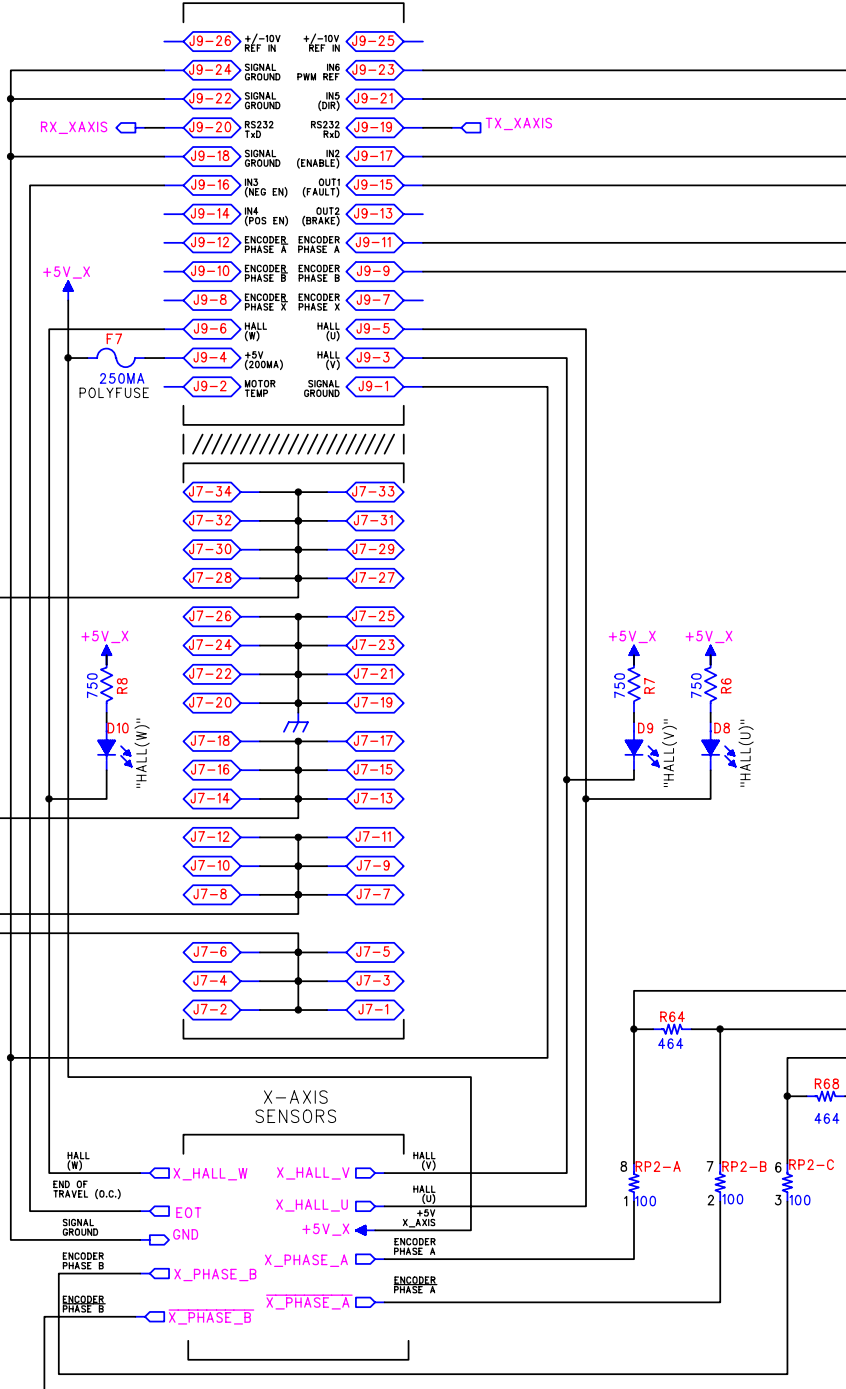 J9-26 +/-10V REF IN +/-10V REF IN J9-25
J9-24 SIGNAL GROUND IN6 PWM REF J9-23
J9-22 SIGNAL GROUND IN5 (DIR) J9-21
RX_XAXIS J9-20 RS232 TxD RS232 RxD J9-19 TX_XAXIS
J9-18 SIGNAL GROUND IN2 (ENABLE) J9-17
J9-16 IN3 (NEG EN) OUT1 (FAULT) J9-15
J9-14 IN4 (POS EN) OUT2 (BRAKE) J9-13
J9-12 ENCODER PHASE A ENCODER PHASE A J9-11
J9-10 ENCODER PHASE B ENCODER PHASE B J9-9
+5V_X
J9-8 ENCODER PHASE X ENCODER PHASE X J9-7
J9-6 HALL (W) HALL (U) J9-5
F7
J9-4 +5V (200MA) HALL (V) J9-3
250MA
POLYFUSE
J9-2 MOTOR TEMP SIGNAL GROUND J9-1
J7-34 J7-33
J7-32 J7-31
J7-30 J7-29
J7-28 J7-27
J7-26 J7-25
+5V_X +5V_X +5V_X
J7-24 J7-23
J7-22 J7-21
750 R8 750 R7 750 R6
J7-20 J7-19
D10 "HALL(W)" D9 "HALL(V)" D8 "HALL(U)"
J7-18 J7-17
J7-16 J7-15
J7-14 J7-13
J7-12 J7-11
J7-10 J7-9
J7-8 J7-7
J7-6 J7-5
J7-4 J7-3
J7-2 J7-1
R64
464
R68
464
X-AXIS
SENSORS
HALL (W) X_HALL_W X_HALL_V HALL (V)
8 RP2-A 7 RP2-B 6 RP2-C
1 100 2 100 3 100
END OF
TRAVEL (O.C.) EOT X_HALL_U HALL (U)
SIGNAL GROUND GND +5V_X +5V X_AXIS
ENCODER PHASE B X_PHASE_B X_PHASE_A ENCODER PHASE A
ENCODER PHASE B X_PHASE_B X_PHASE_A ENCODER PHASE A